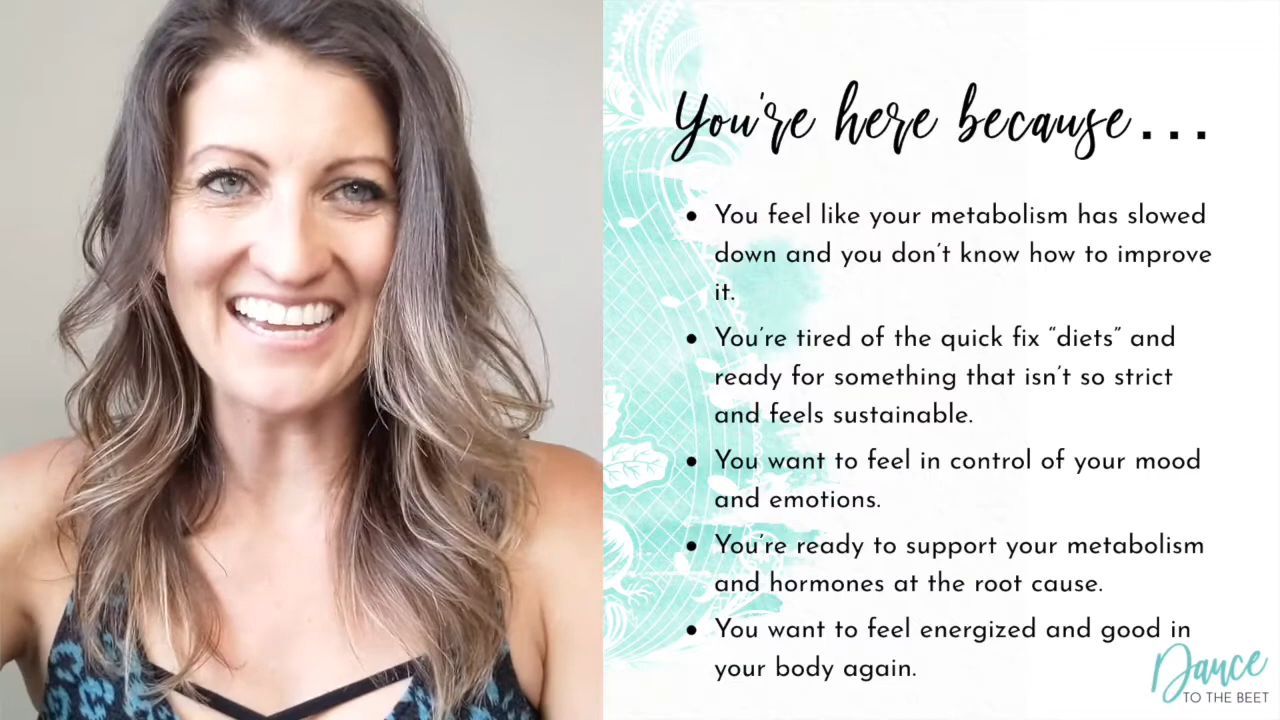 You're here because...
• You feel like your metabolism has slowed
down and you don't know how to improve
it.
• You're tired of the quick fix “diets” and
ready for something that isn't so strict
and feels sustainable.
• You want to feel in control of your mood
and emotions.
• You're ready to support your metabolism
and hormones at the root cause.
• You want to feel energized and good in
your body again.
Dance
TO THE BEET